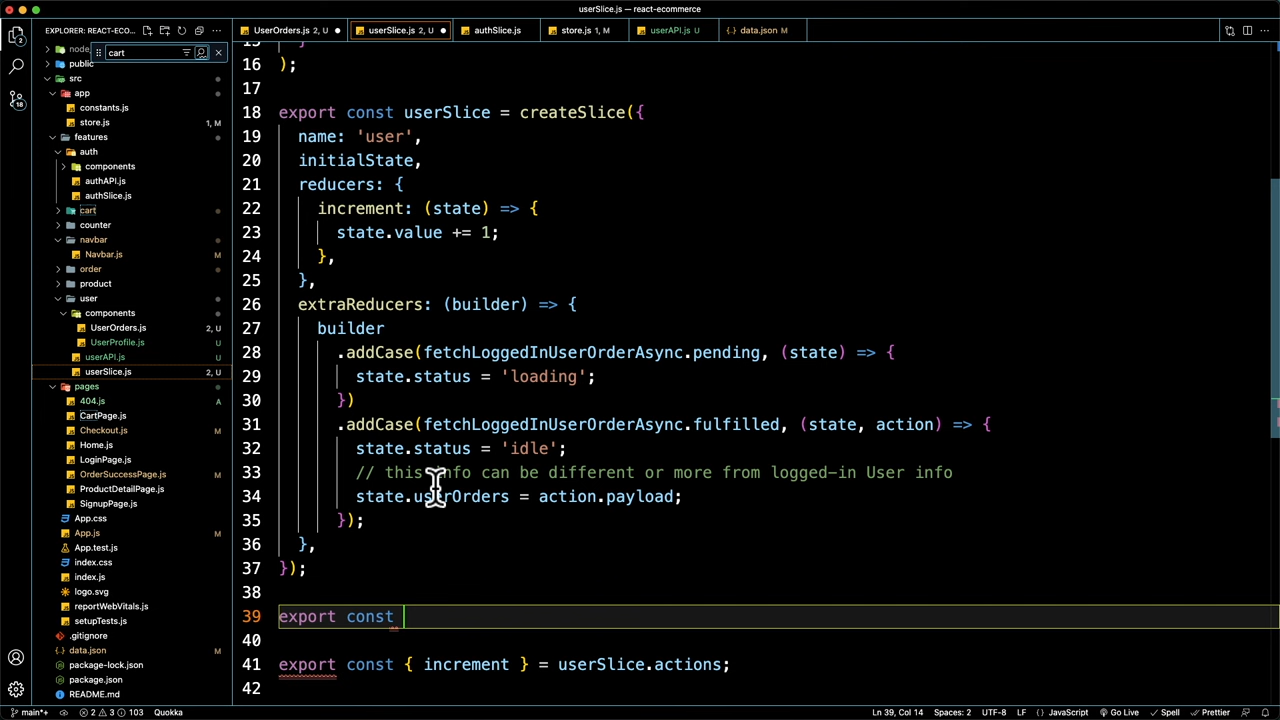 userSlice.js — react-ecommerce
EXPLORER: REACT-ECO...
cart
node_
public
src
app
constants.js
store.js 1, M
features
auth
components
authAPI.js
authSlice.js
cart
counter
navbar
Navbar.js M
order
product
user
components
UserOrders.js 2, U
UserProfile.js U
userAPI.js U
userSlice.js 2, U
pages
404.js A
CartPage.js
Checkout.js M
Home.js
LoginPage.js
OrderSuccessPage.js M
ProductDetailPage.js
SignupPage.js
App.css
App.js M
App.test.js
index.css
index.js
logo.svg
reportWebVitals.js
setupTests.js
.gitignore
data.json M
package-lock.json
package.json
README.md
18
UserOrders.js 2, U
userSlice.js 2, U
authSlice.js
store.js 1, M
userAPI.js U
data.json M
15 }
16 );
17
18 export const userSlice = createSlice({
19 name: 'user',
20 initialState,
21 reducers: {
22 increment: (state) => {
23 state.value += 1;
24 },
25 },
26 extraReducers: (builder) => {
27 builder
28 .addCase(fetchLoggedInUserOrderAsync.pending, (state) => {
29 state.status = 'loading';
30 })
31 .addCase(fetchLoggedInUserOrderAsync.fulfilled, (state, action) => {
32 state.status = 'idle';
33 // this info can be different or more from logged-in User info
34 state.userOrders = action.payload;
35 });
36 },
37 });
38
39 export const
40
41 export const { increment } = userSlice.actions;
42
main*+ 2 3 103 Quokka Ln 39, Col 14 Spaces: 2 UTF-8 LF { } JavaScript Go Live Spell Prettier